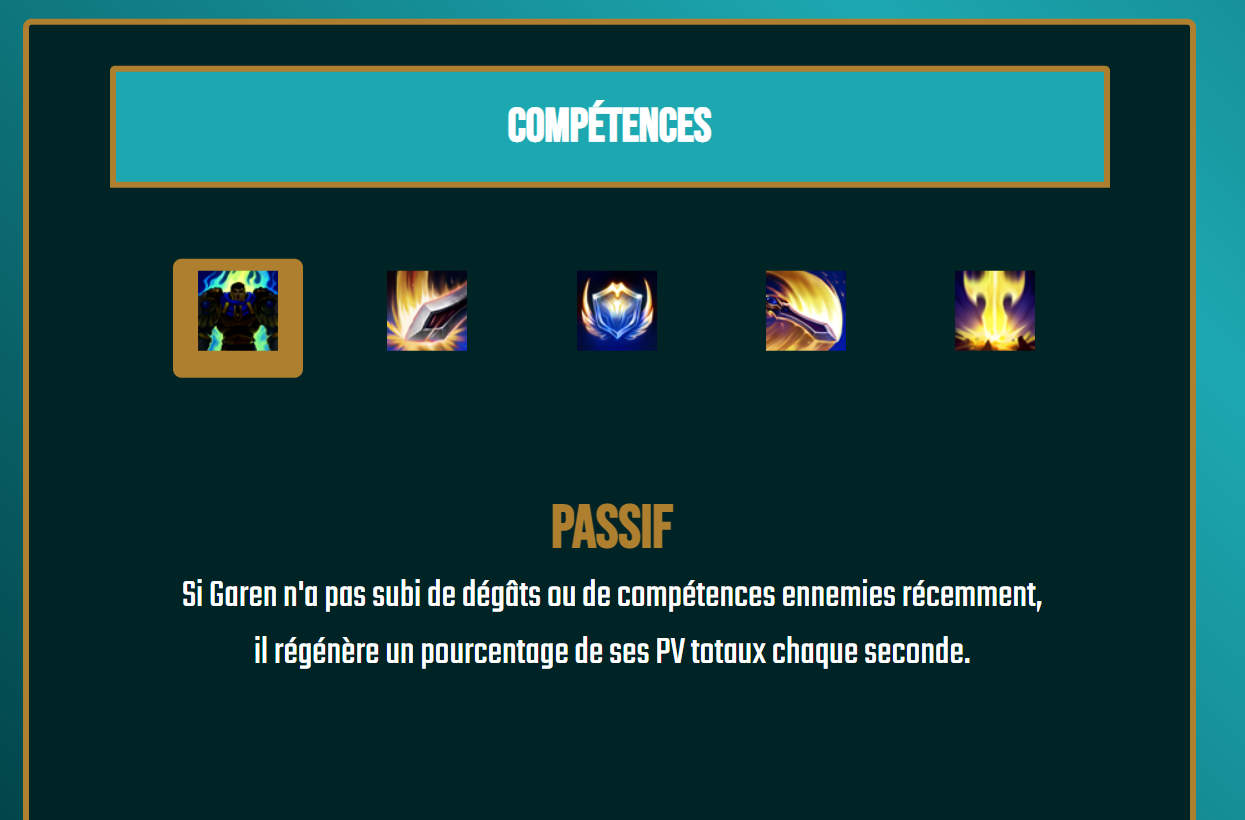 COMPÉTENCES
PASSIF
Si Garen n'a pas subi de dégâts ou de compétences ennemies récemment,
il régénère un pourcentage de ses PV totaux chaque seconde.